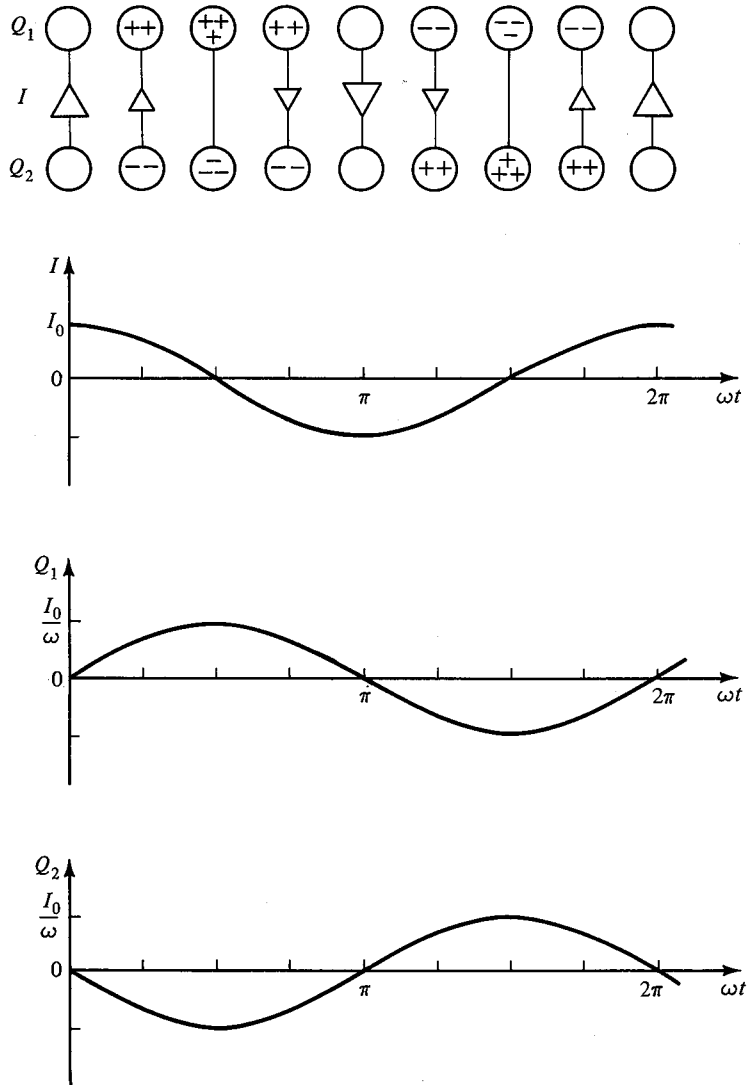 Q₁ ++ ++ + ++ -- -- - --
I
Q₂ -- - -- -- ++ + ++ ++
I
I₀
0
π 2π ωt
Q₁
I₀
ω
0
π 2π ωt
Q₂
I₀
ω
0
π 2π ωt